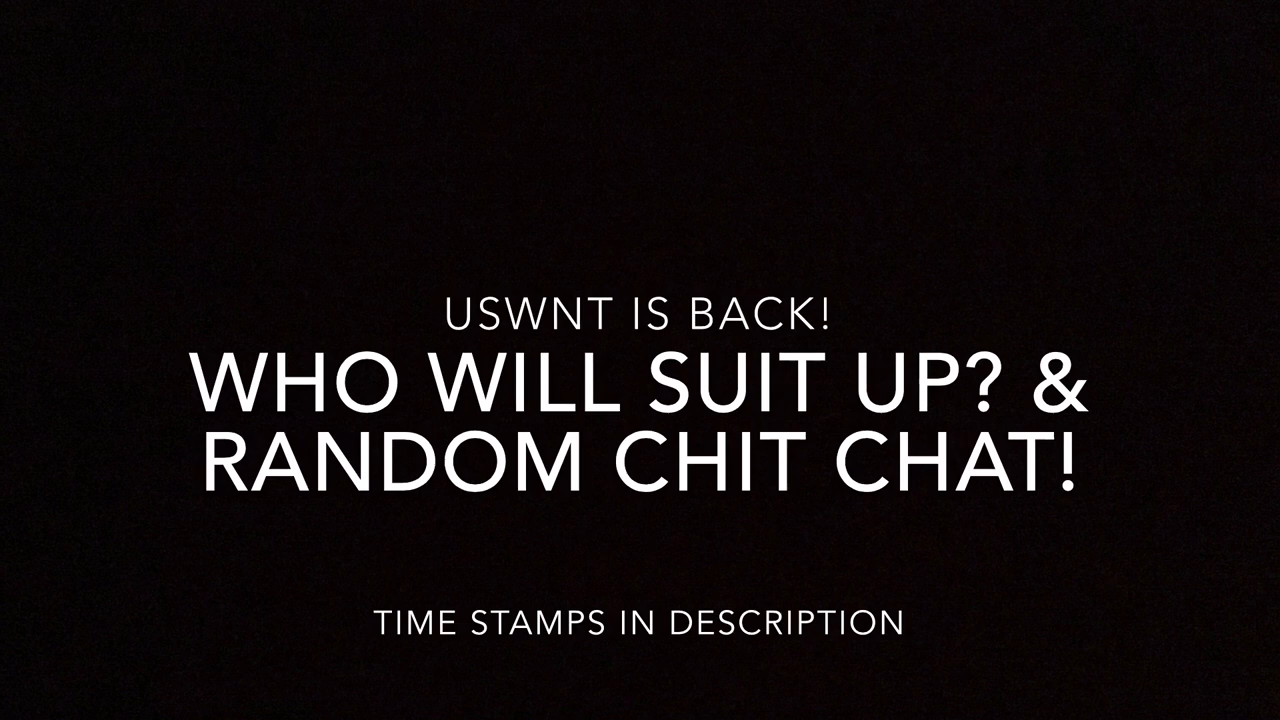 USWNT IS BACK!
WHO WILL SUIT UP? &
RANDOM CHIT CHAT!
TIME STAMPS IN DESCRIPTION